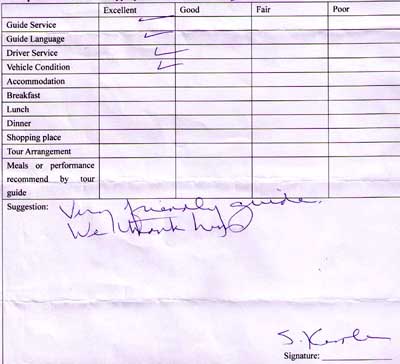 Excellent Good Fair Poor
Guide Service ✓
Guide Language ✓
Driver Service ✓
Vehicle Condition ✓
Accommodation
Breakfast
Lunch
Dinner
Shopping place
Tour Arrangement
Meals or performance
recommend by tour
guide
Suggestion: Very friendly guide.
We thank him
S.
Signature: